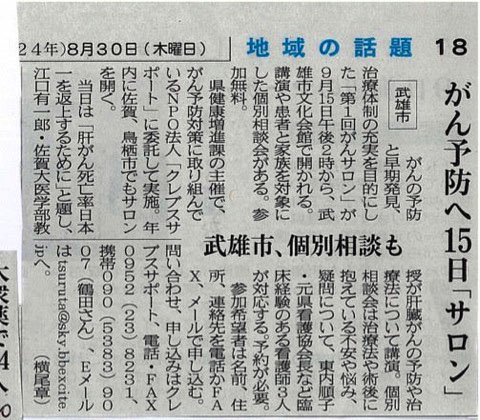 24年)8月30日(木曜日)
地域の話題
18
がん予防へ15日「サロン」
武雄市、個別相談も
武雄市
がんの予防
と早期発見、
治療体制の充実を目的にし
た「第1回がんサロン」が
9月15日午後2時から、武
雄市文化会館で開かれる。
講演や患者と家族を対象に
した個別相談会がある。参
加無料。
県健康増進課の主催で、
がん予防対策に取り組んで
いるNPO法人「クレブスサ
ポート」に委託して実施。年
内に佐賀、鳥栖市でもサロン
を開く。
当日は「肝がん死亡率日本
一を返上するために」と題し、
江口有一郎・佐賀大医学部教
授が肝臓がんの予防や治
療法について講演。個別
相談会は治療法や術後に
抱えている不安や悩み、
疑問について、東内順子
・元県看護協会長など臨
床経験のある看護師3人
が対応する。予約が必要。
参加希望者は名前、住
所、連絡先を電話かFA
X、メールで申し込む。
問い合わせ、申し込みはクレ
ブスサポート、電話・FAX
0952(23)8231、
携帯090(5383)90
07(鶴田さん)、Eメール
はtsuruta@sky.bbexcite.
jpへ。 (横尾章)